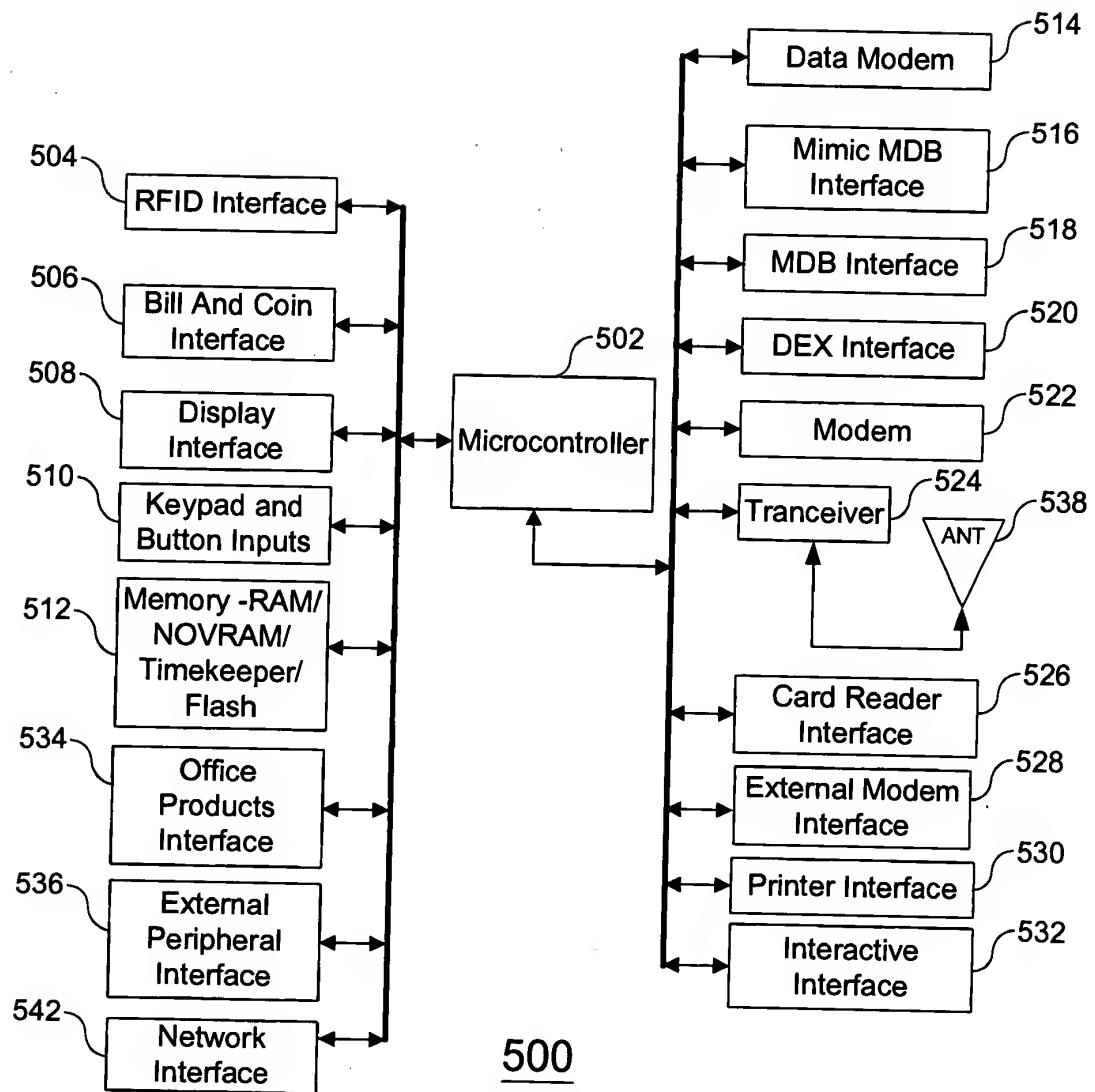 504
RFID Interface
506
Bill And Coin
Interface
508
Display
Interface
510
Keypad and
Button Inputs
512
Memory -RAM/
NOVRAM/
Timekeeper/
Flash
534
Office
Products
Interface
536
External
Peripheral
Interface
542
Network
Interface
502
Microcontroller
514
Data Modem
516
Mimic MDB
Interface
518
MDB Interface
520
DEX Interface
522
Modem
524
Tranceiver
538
ANT
526
Card Reader
Interface
528
External Modem
Interface
530
Printer Interface
532
Interactive
Interface
500